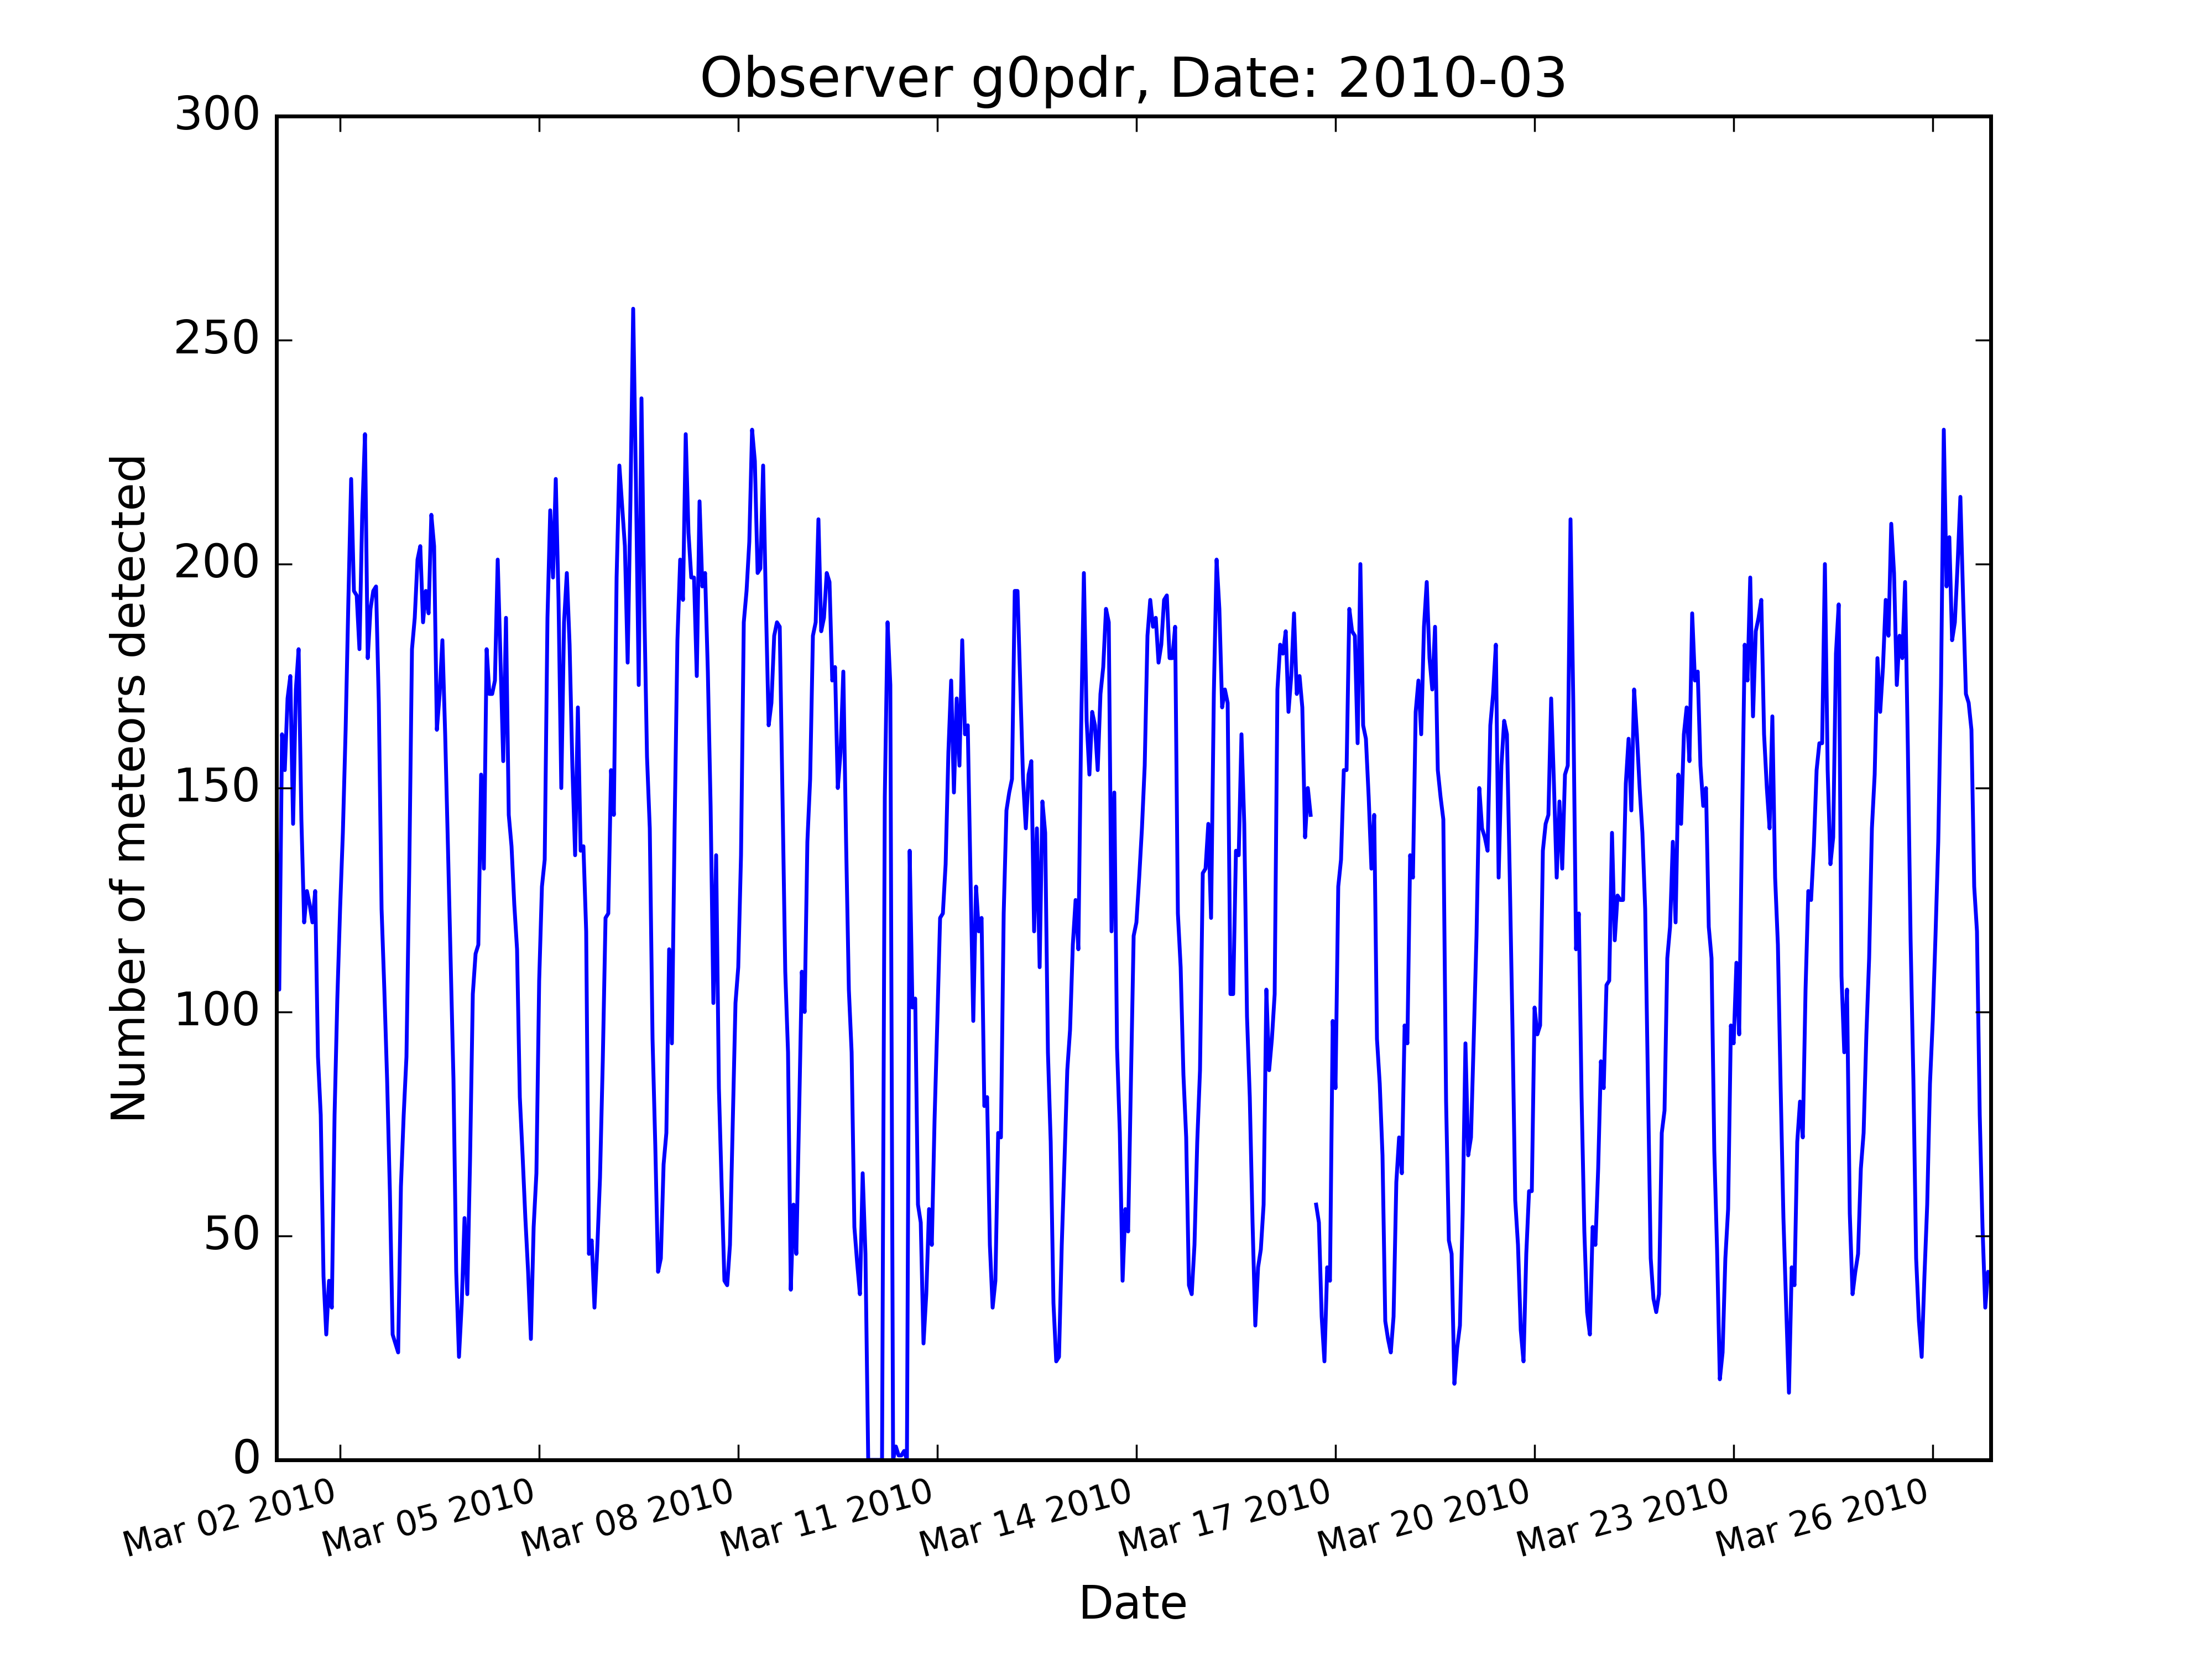 Observer g0pdr, Date: 2010-03
300
250
200
150
100
50
0
Number of meteors detected
Mar 02 2010
Mar 05 2010
Mar 08 2010
Mar 11 2010
Mar 14 2010
Mar 17 2010
Mar 20 2010
Mar 23 2010
Mar 26 2010
Date